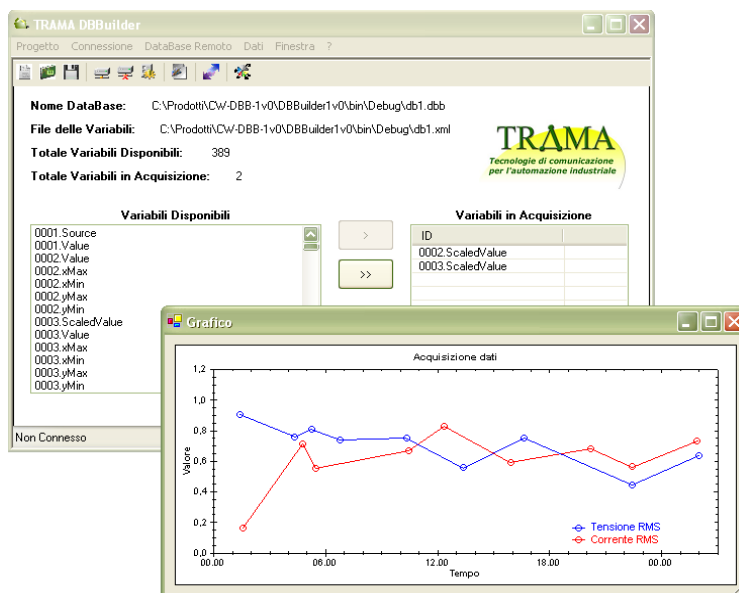 TRAMA DBBuilder
Progetto Connessione DataBase Remoto Dati Finestra ?
Nome DataBase: C:\Prodotti\CW-DBB-1v0\DBBuilder1v0\bin\Debug\db1.dbb
File delle Variabili: C:\Prodotti\CW-DBB-1v0\DBBuilder1v0\bin\Debug\db1.xml
Totale Variabili Disponibili: 389
Totale Variabili in Acquisizione: 2
TRAMA
Tecnologie di comunicazione
per l'automazione industriale
Variabili Disponibili
0001.Source
0001.Value
0002.Value
0002.xMax
0002.xMin
0002.yMax
0002.yMin
0003.ScaledValue
0003.Value
0003.xMax
0003.xMin
0003.yMax
0003.yMin
>
>>
Variabili in Acquisizione
ID
0002.ScaledValue
0003.ScaledValue
Non Connesso
Grafico
Acquisizione dati
Valore
1,2
1,0
0,8
0,6
0,4
0,2
0,0
00.00 06.00 12.00 18.00 00.00
Tempo
Tensione RMS
Corrente RMS